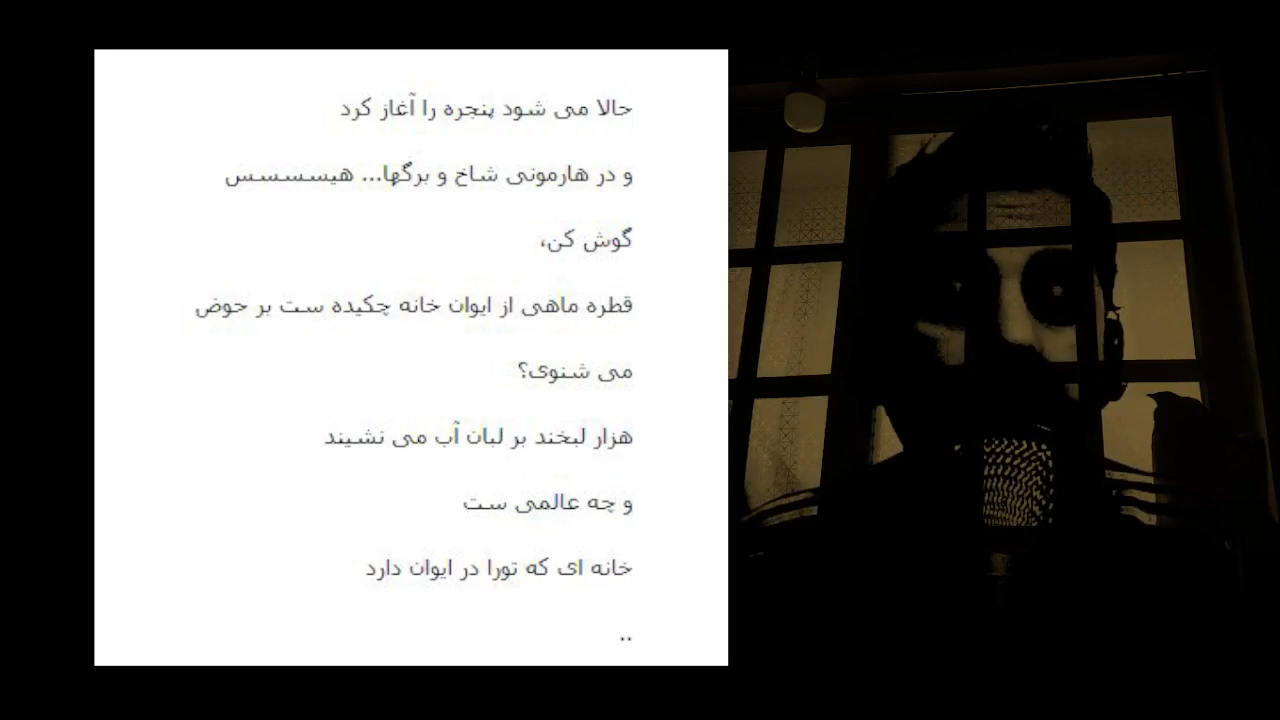 حالا می شود پنجره را آغاز کرد
و در هارمونی شاخ و برگها... هیسسسس
گوش کن،
قطره ماهی از ایوان خانه چکیده ست بر حوض
می شنوی؟
هزار لبخند بر لبان آب می نشیند
و چه عالمی ست
خانه ای که تورا در ایوان دارد
..